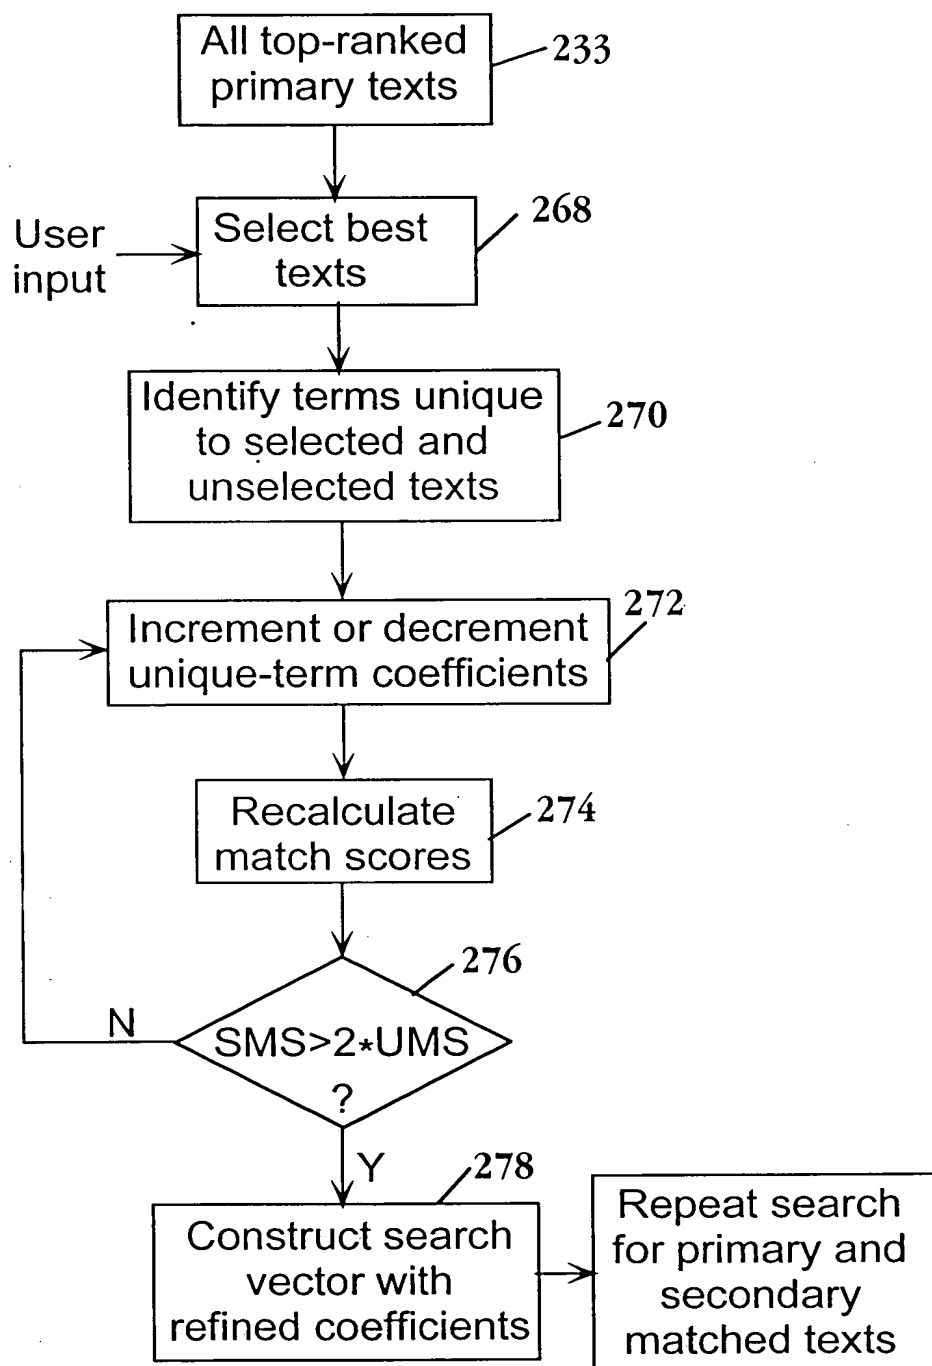 All top-ranked
primary texts
233
User
input
Select best
texts
268
Identify terms unique
to selected and
unselected texts
270
Increment or decrement
unique-term coefficients
272
Recalculate
match scores
274
276
SMS>2*UMS
?
N
Y
278
Construct search
vector with
refined coefficients
Repeat search
for primary and
secondary
matched texts